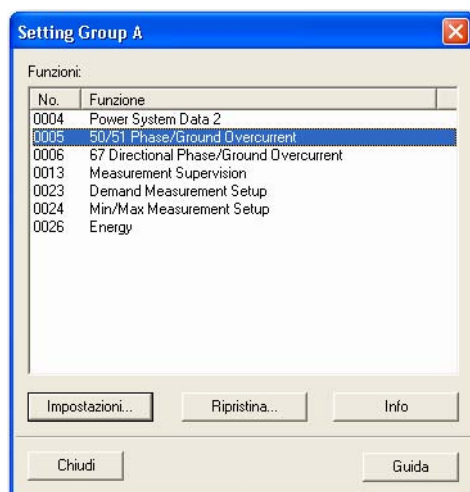 Setting Group A
Funzioni:
No. Funzione
0004 Power System Data 2
0005 50/51 Phase/Ground Overcurrent
0006 67 Directional Phase/Ground Overcurrent
0013 Measurement Supervision
0023 Demand Measurement Setup
0024 Min/Max Measurement Setup
0026 Energy
Impostazioni... Ripristina... Info
Chiudi Guida